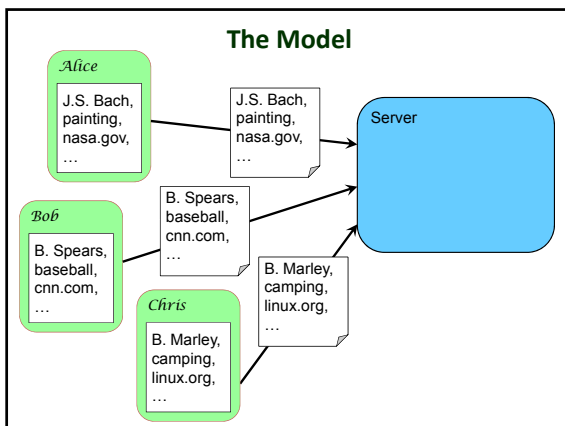 The Model
Alice
J.S. Bach,
painting,
nasa.gov,
…
J.S. Bach,
painting,
nasa.gov,
…
Server
Bob
B. Spears,
baseball,
cnn.com,
…
B. Spears,
baseball,
cnn.com,
…
Chris
B. Marley,
camping,
linux.org,
…
B. Marley,
camping,
linux.org,
…